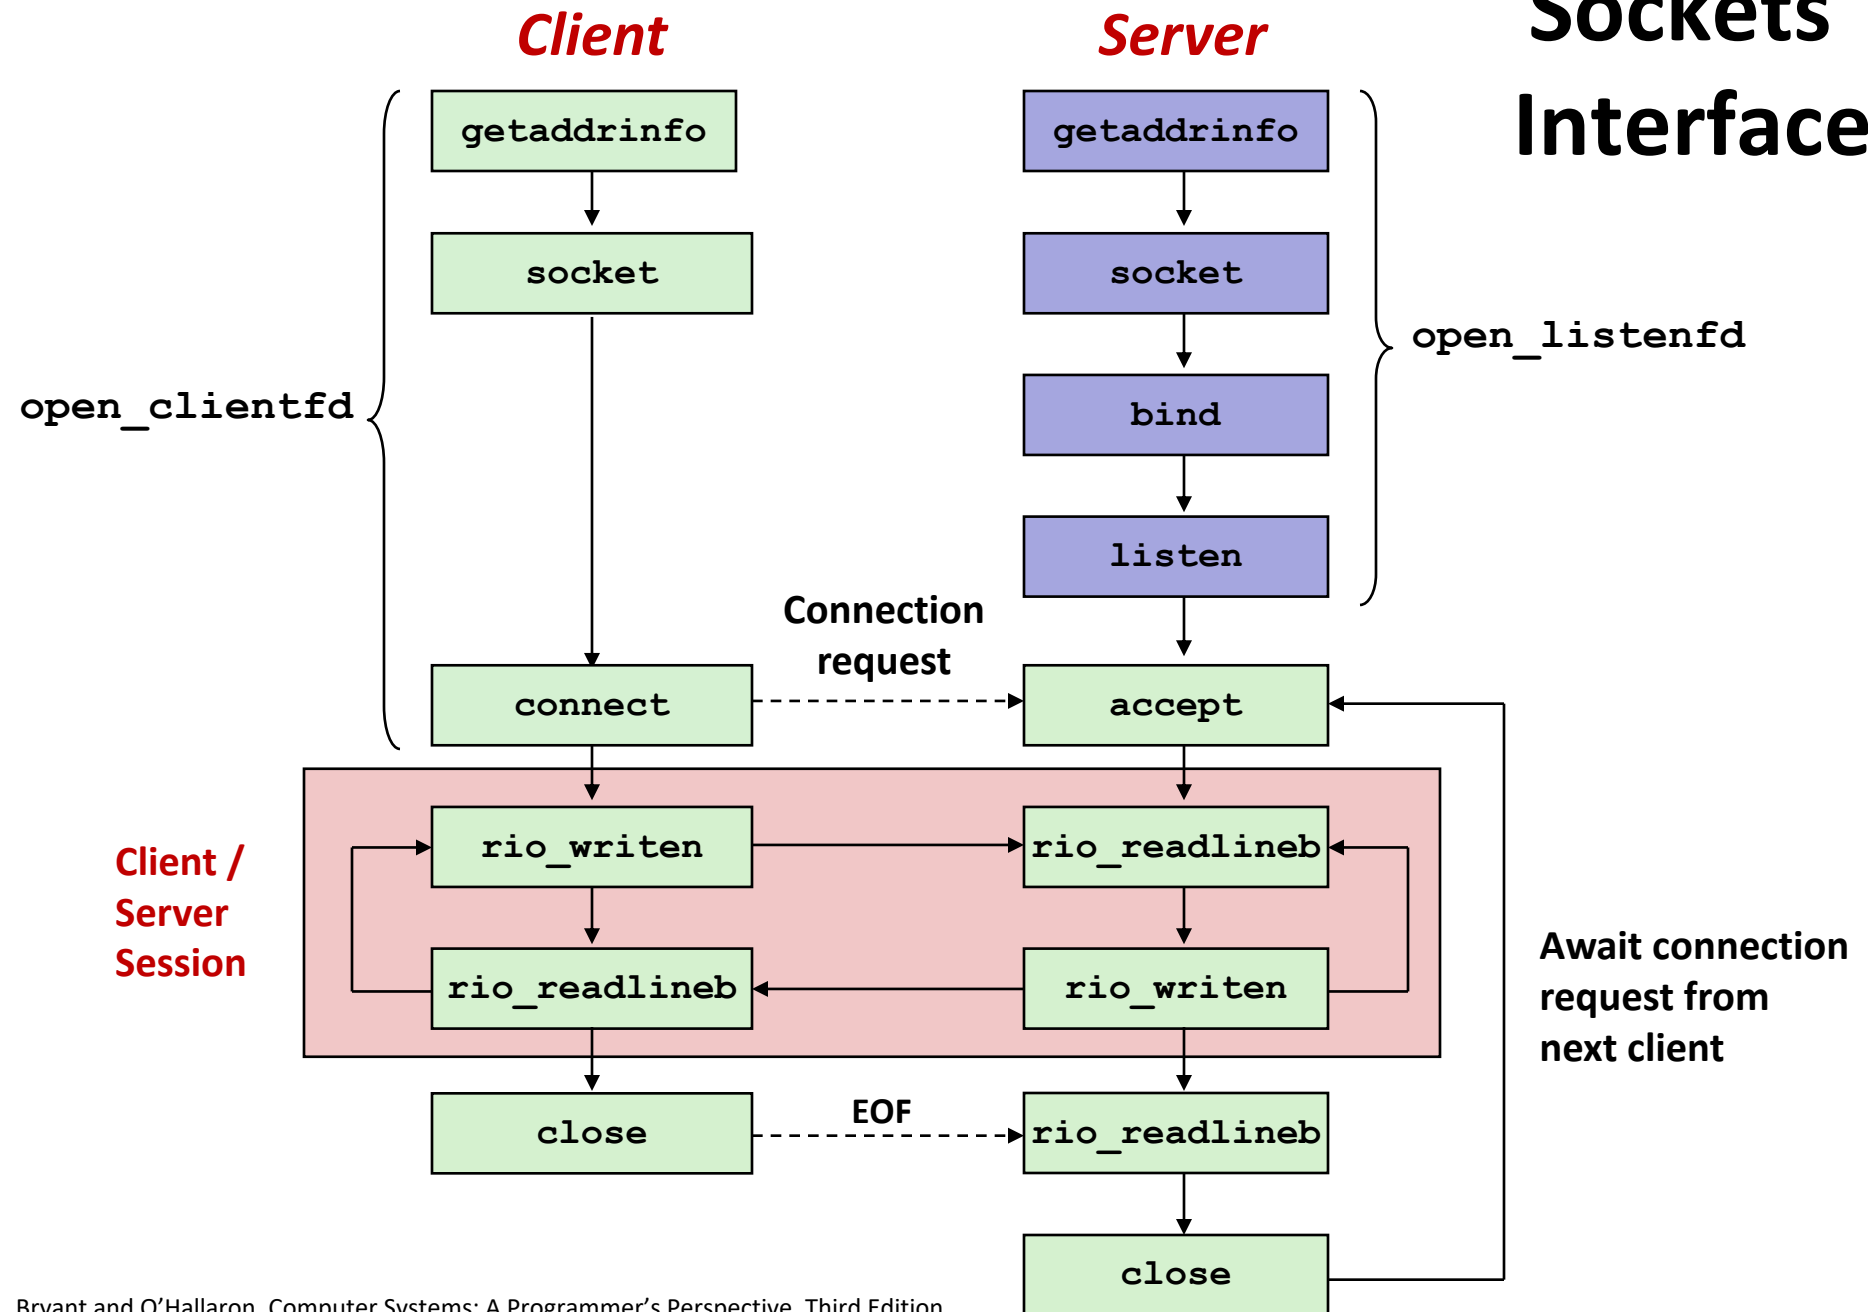 Client
Server
Sockets
Interface
getaddrinfo
getaddrinfo
socket
socket
open_listenfd
open_clientfd
bind
listen
Connection
request
connect
accept
Client /
Server
Session
rio_writen
rio_readlineb
rio_readlineb
rio_writen
Await connection
request from
next client
close
EOF
rio_readlineb
close
Bryant and O’Hallaron, Computer Systems: A Programmer’s Perspective, Third Edition